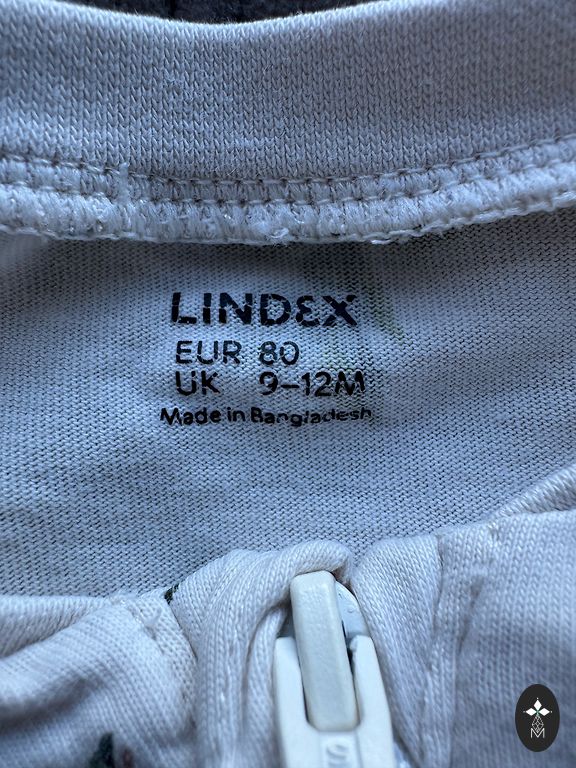 LINDEX
EUR 80
UK 9-12M
Made in Bangladesh